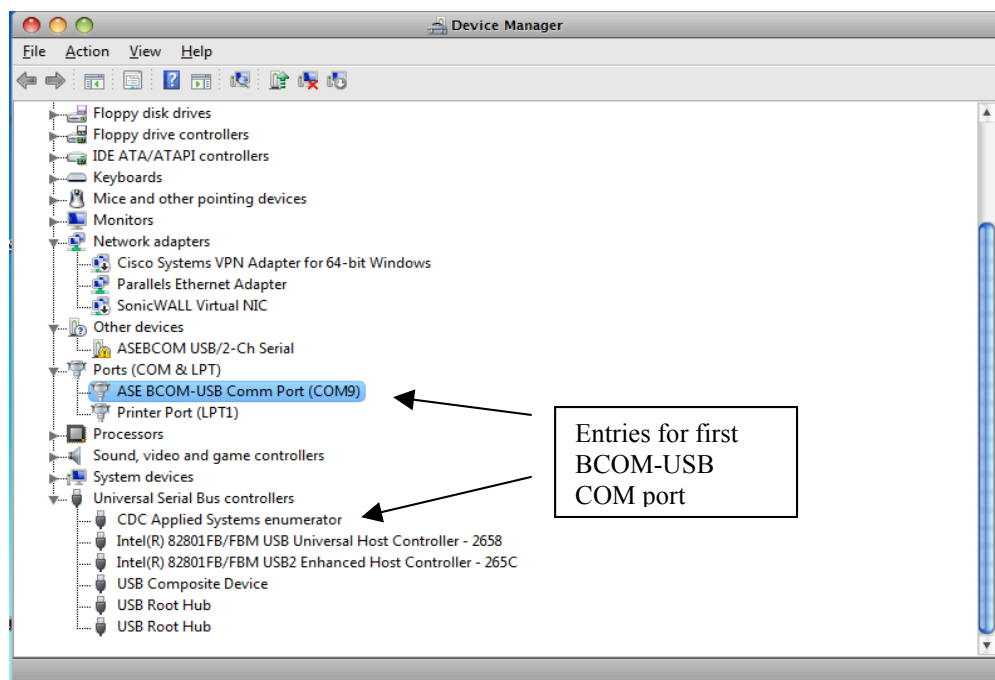 Device Manager
File Action View Help
Floppy disk drives
Floppy drive controllers
IDE ATA/ATAPI controllers
Keyboards
Mice and other pointing devices
Monitors
Network adapters
Cisco Systems VPN Adapter for 64-bit Windows
Parallels Ethernet Adapter
SonicWALL Virtual NIC
Other devices
ASEBCOM USB/2-Ch Serial
Ports (COM & LPT)
ASE BCOM-USB Comm Port (COM9)
Printer Port (LPT1)
Processors
Sound, video and game controllers
System devices
Universal Serial Bus controllers
CDC Applied Systems enumerator
Intel(R) 82801FB/FBM USB Universal Host Controller - 2658
Intel(R) 82801FB/FBM USB2 Enhanced Host Controller - 265C
USB Composite Device
USB Root Hub
USB Root Hub
Entries for first
BCOM-USB
COM port